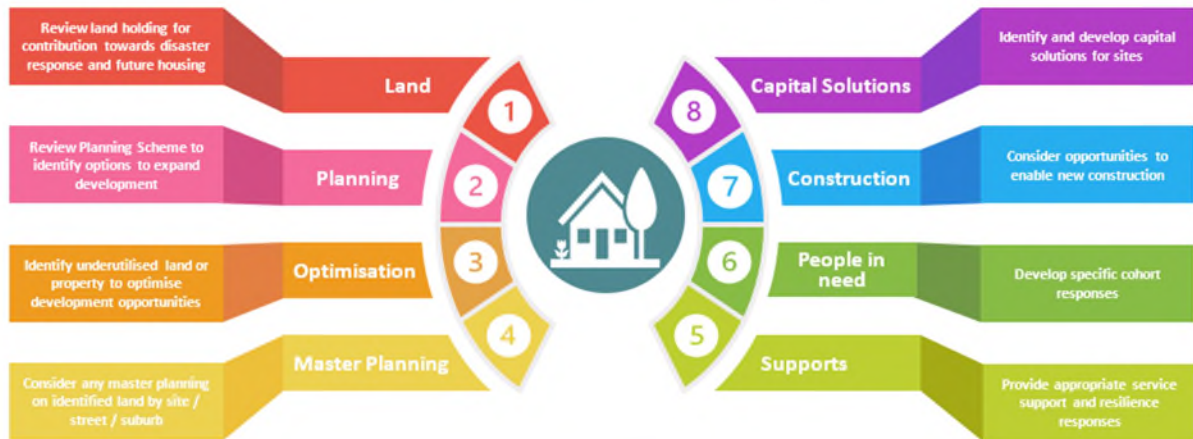 Review land holding for
contribution towards disaster
response and future housing
Land
1
Review Planning Scheme to
identify options to expand
development
Planning
2
Identify underutilised land or
property to optimise
development opportunities
Optimisation
3
Consider any master planning
on identified land by site /
street / suburb
Master Planning
4
8
Capital Solutions
Identify and develop capital
solutions for sites
7
Construction
Consider opportunities to
enable new construction
6
People in
need
Develop specific cohort
responses
5
Supports
Provide appropriate service
support and resilience
responses